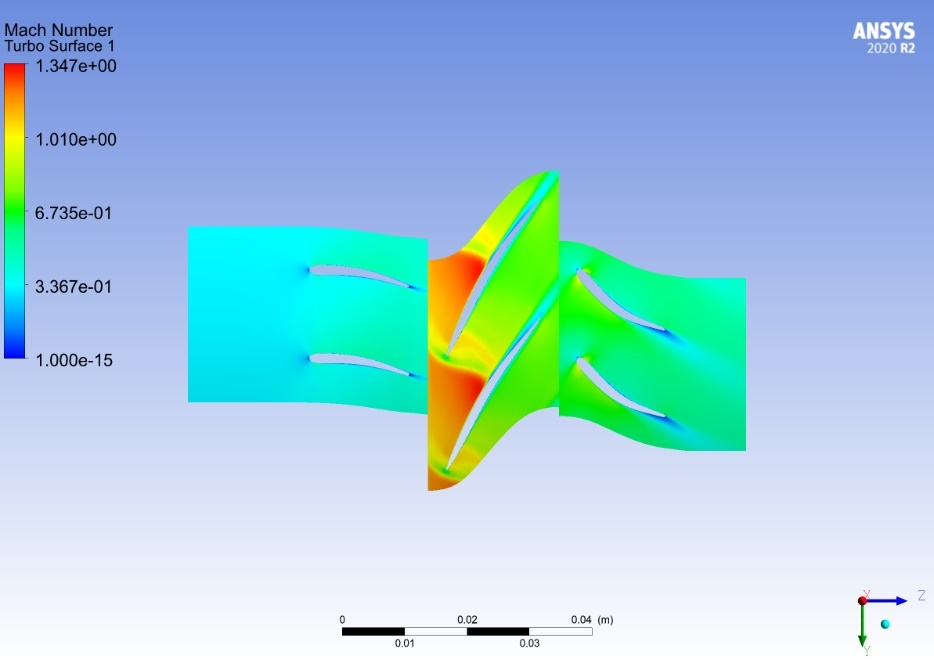 Mach Number
Turbo Surface 1
1.347e+00
1.010e+00
6.735e-01
3.367e-01
1.000e-15
ANSYS
2020 R2
0 0.02 0.04 (m)
0.01 0.03
X
Z
Y